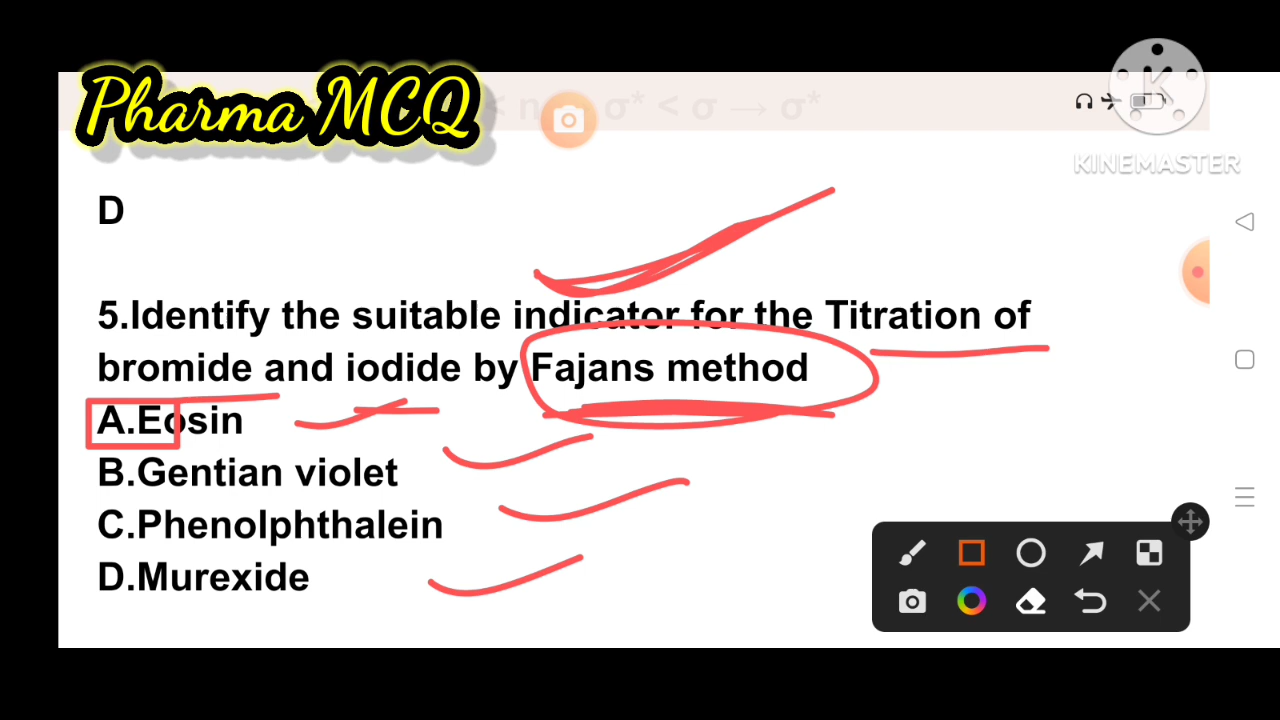 Pharma MCQ
< n σ* < σ → σ*
KINEMASTER
D
5.Identify the suitable indicator for the Titration of
bromide and iodide by Fajans method
A.Eosin
B.Gentian violet
C.Phenolphthalein
D.Murexide